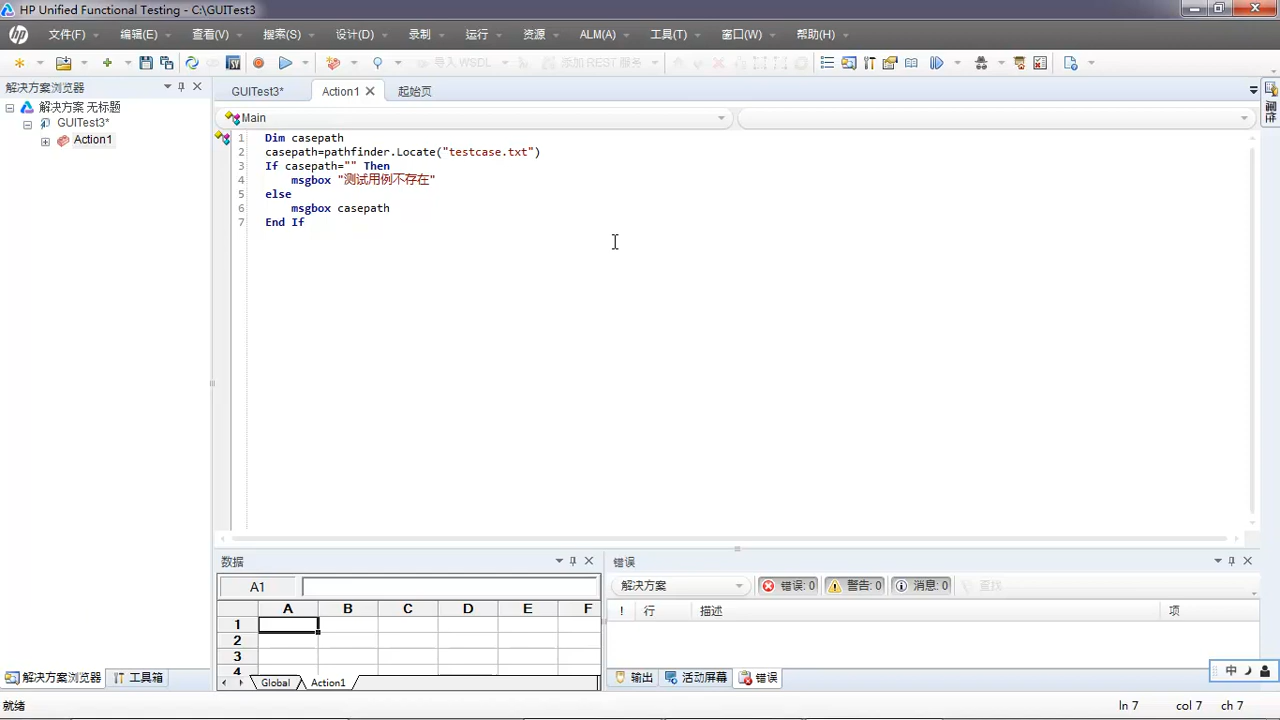 HP Unified Functional Testing - C:\GUITest3
文件(F) 编辑(E) 查看(V) 搜索(S) 设计(D) 录制 运行 资源 ALM(A) 工具(T) 窗口(W) 帮助(H)
导入 WSDL 添加 REST 服务
解决方案浏览器
解决方案 无标题
GUITest3*
Action1
GUITest3* Action1 起始页
Main
1 Dim casepath
2 casepath=pathfinder.Locate("testcase.txt")
3 If casepath="" Then
4 msgbox "测试用例不存在"
5 else
6 msgbox casepath
7 End If
属性
数据
A1
A B C D E F
1
2
3
4
Global Action1
错误
解决方案 错误: 0 警告: 0 消息: 0 查找
! 行 描述 项
解决方案浏览器 工具箱
输出 活动屏幕 错误
中
就绪 ln 7 col 7 ch 7